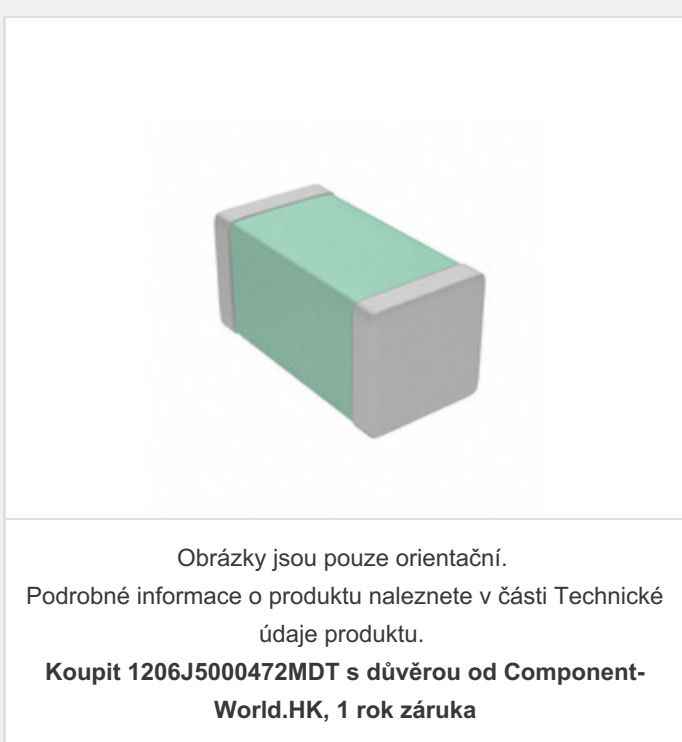 Obrázky jsou pouze orientační.
Podrobné informace o produktu naleznete v části Technické
údaje produktu.
Koupit 1206J5000472MDT s důvěrou od Component-
World.HK, 1 rok záruka